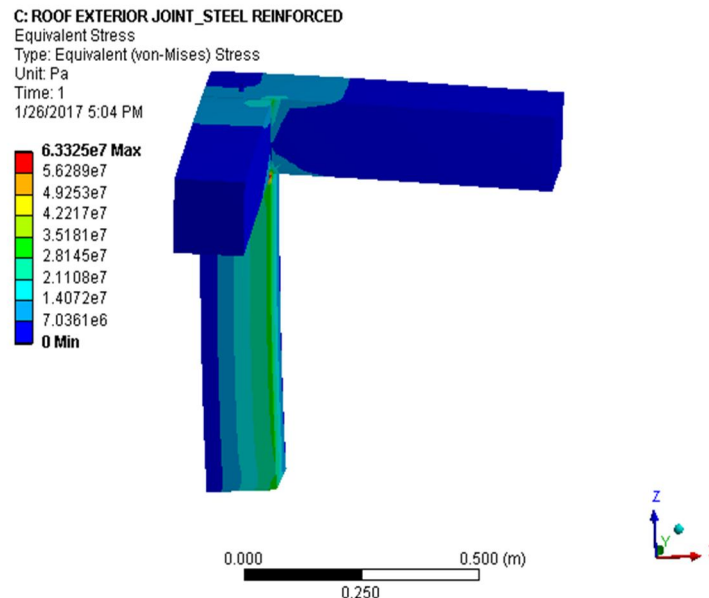 C: ROOF EXTERIOR JOINT_STEEL REINFORCED
Equivalent Stress
Type: Equivalent (von-Mises) Stress
Unit: Pa
Time: 1
1/26/2017 5:04 PM
6.3325e7 Max
5.6289e7
4.9253e7
4.2217e7
3.5181e7
2.8145e7
2.1108e7
1.4072e7
7.0361e6
0 Min
Z
Y
0.000
0.500 (m)
0.250